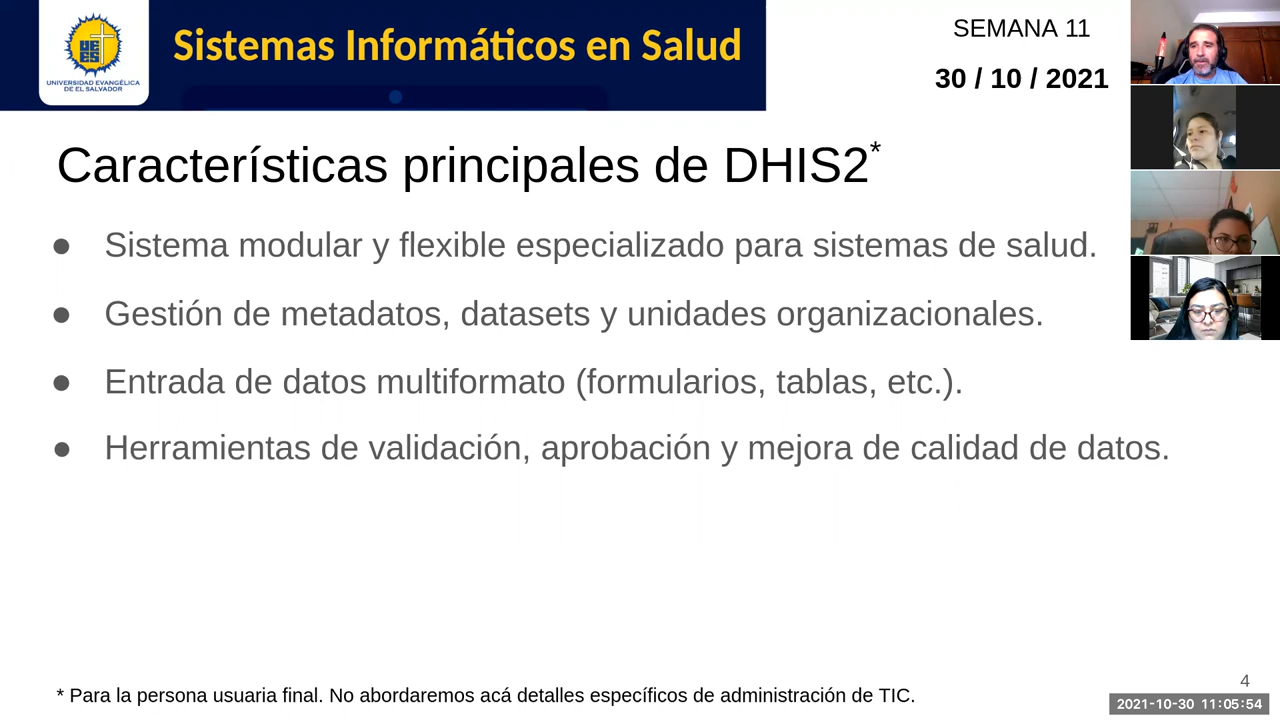 UEES
UNIVERSIDAD EVANGÉLICA
DE EL SALVADOR
Sistemas Informáticos en Salud
SEMANA 11
30 / 10 / 2021
Características principales de DHIS2*
● Sistema modular y flexible especializado para sistemas de salud.
● Gestión de metadatos, datasets y unidades organizacionales.
● Entrada de datos multiformato (formularios, tablas, etc.).
● Herramientas de validación, aprobación y mejora de calidad de datos.
* Para la persona usuaria final. No abordaremos acá detalles específicos de administración de TIC.
4
2021-10-30 11:05:54